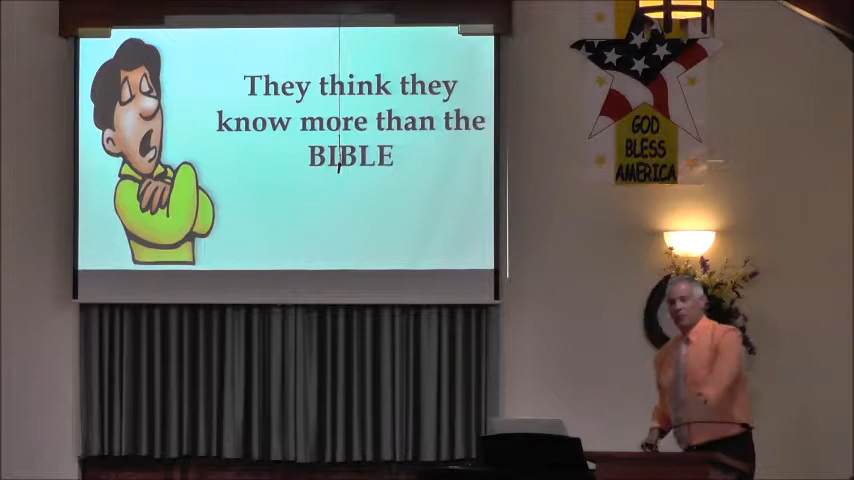 They think they
know more than the
BIBLE
GOD
BLESS
AMERICA